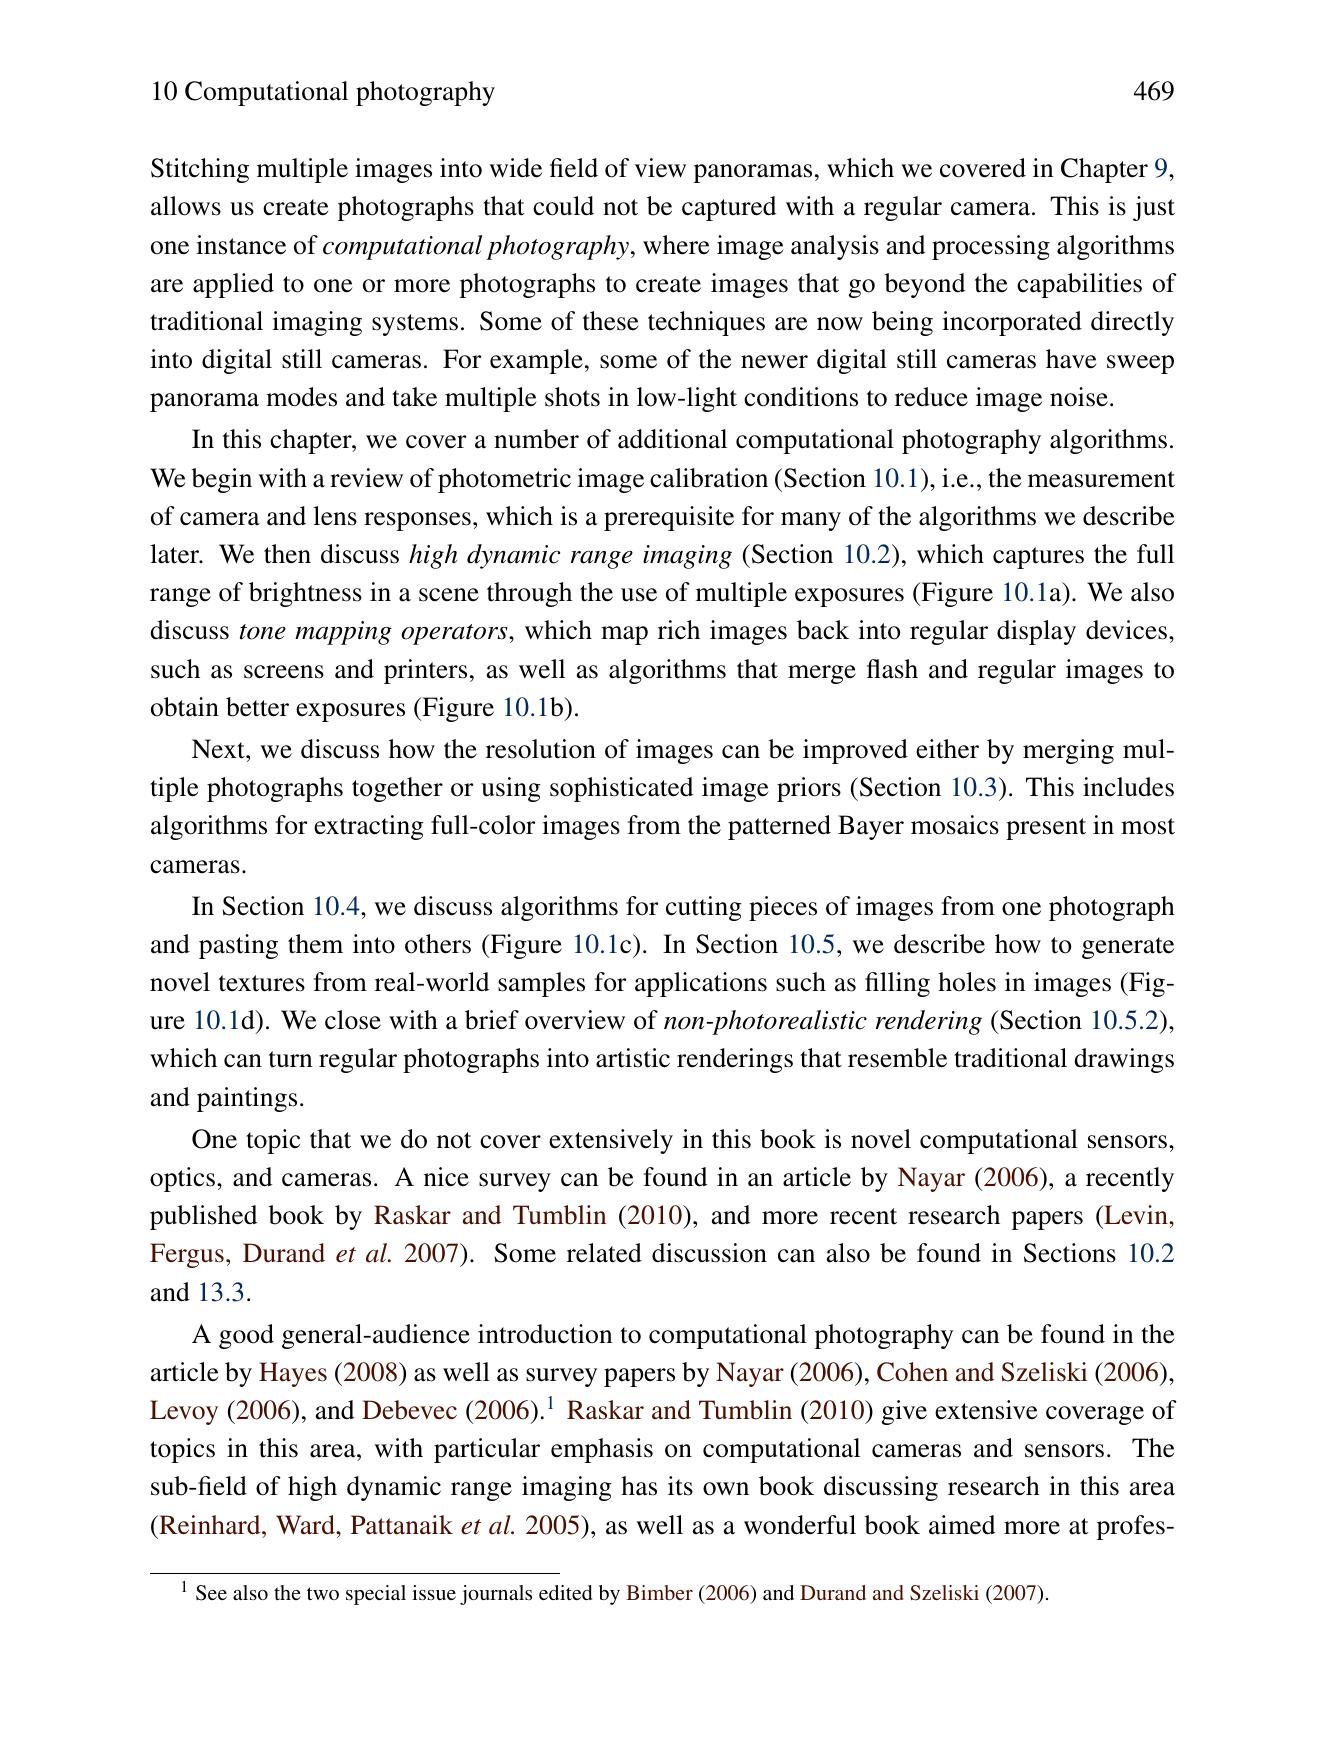 10 Computational photography 469
Stitching multiple images into wide field of view panoramas, which we covered in Chapter 9,
allows us create photographs that could not be captured with a regular camera. This is just
one instance of computational photography, where image analysis and processing algorithms
are applied to one or more photographs to create images that go beyond the capabilities of
traditional imaging systems. Some of these techniques are now being incorporated directly
into digital still cameras. For example, some of the newer digital still cameras have sweep
panorama modes and take multiple shots in low-light conditions to reduce image noise.
In this chapter, we cover a number of additional computational photography algorithms.
We begin with a review of photometric image calibration (Section 10.1), i.e., the measurement
of camera and lens responses, which is a prerequisite for many of the algorithms we describe
later. We then discuss high dynamic range imaging (Section 10.2), which captures the full
range of brightness in a scene through the use of multiple exposures (Figure 10.1a). We also
discuss tone mapping operators, which map rich images back into regular display devices,
such as screens and printers, as well as algorithms that merge flash and regular images to
obtain better exposures (Figure 10.1b).
Next, we discuss how the resolution of images can be improved either by merging mul-
tiple photographs together or using sophisticated image priors (Section 10.3). This includes
algorithms for extracting full-color images from the patterned Bayer mosaics present in most
cameras.
In Section 10.4, we discuss algorithms for cutting pieces of images from one photograph
and pasting them into others (Figure 10.1c). In Section 10.5, we describe how to generate
novel textures from real-world samples for applications such as filling holes in images (Fig-
ure 10.1d). We close with a brief overview of non-photorealistic rendering (Section 10.5.2),
which can turn regular photographs into artistic renderings that resemble traditional drawings
and paintings.
One topic that we do not cover extensively in this book is novel computational sensors,
optics, and cameras. A nice survey can be found in an article by Nayar (2006), a recently
published book by Raskar and Tumblin (2010), and more recent research papers (Levin,
Fergus, Durand et al. 2007). Some related discussion can also be found in Sections 10.2
and 13.3.
A good general-audience introduction to computational photography can be found in the
article by Hayes (2008) as well as survey papers by Nayar (2006), Cohen and Szeliski (2006),
Levoy (2006), and Debevec (2006).1 Raskar and Tumblin (2010) give extensive coverage of
topics in this area, with particular emphasis on computational cameras and sensors. The
sub-field of high dynamic range imaging has its own book discussing research in this area
(Reinhard, Ward, Pattanaik et al. 2005), as well as a wonderful book aimed more at profes-
1 See also the two special issue journals edited by Bimber (2006) and Durand and Szeliski (2007).